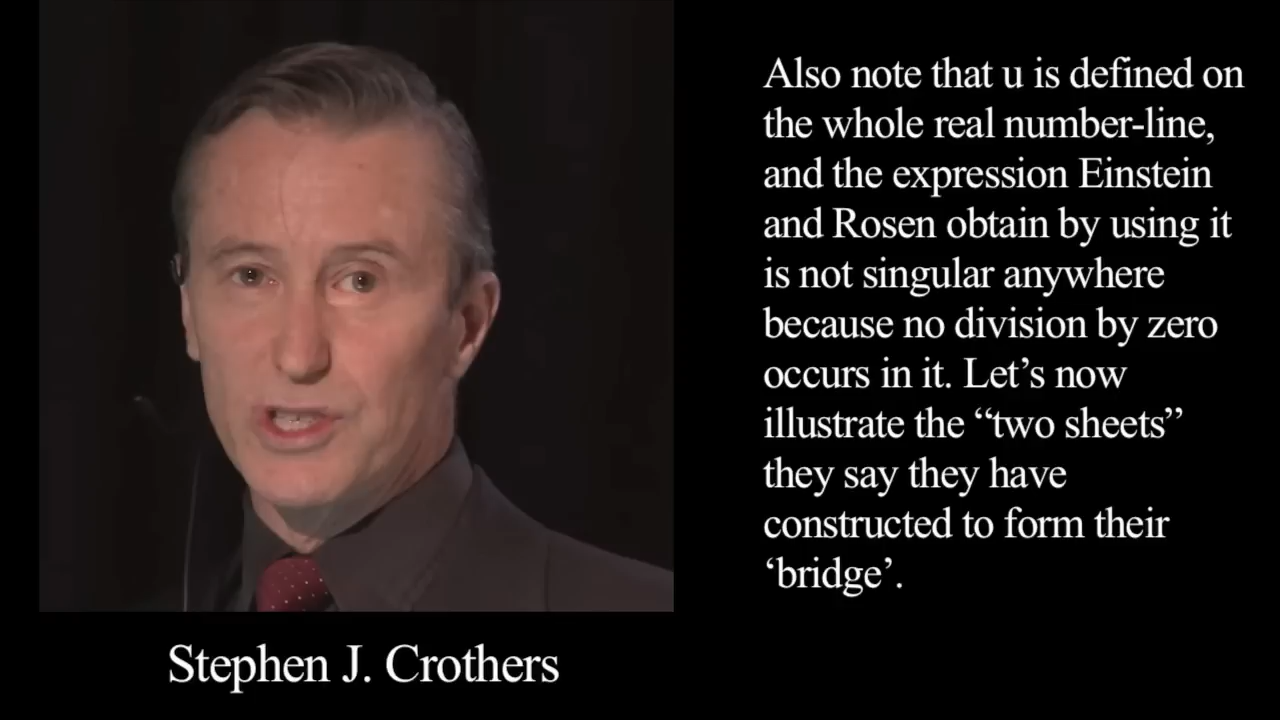 Also note that u is defined on
the whole real number-line,
and the expression Einstein
and Rosen obtain by using it
is not singular anywhere
because no division by zero
occurs in it. Let’s now
illustrate the “two sheets”
they say they have
constructed to form their
‘bridge’.
Stephen J. Crothers